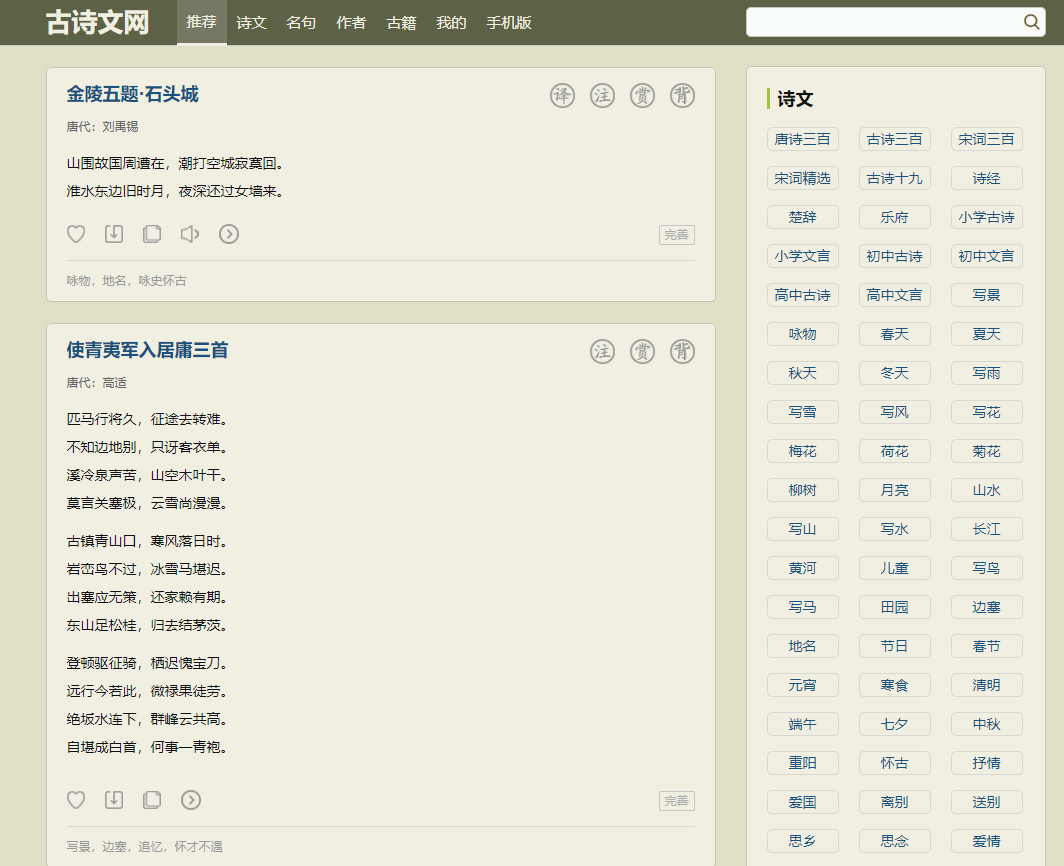 古诗文网 推荐 诗文 名句 作者 古籍 我的 手机版
金陵五题·石头城 译 注 赏 背
唐代：刘禹锡
山围故国周遭在，潮打空城寂寞回。
淮水东边旧时月，夜深还过女墙来。
完善
咏物，地名，咏史怀古
使青夷军入居庸三首 注 赏 背
唐代：高适
匹马行将久，征途去转难。
不知边地别，只讶客衣单。
溪冷泉声苦，山空木叶干。
莫言关塞极，云雪尚漫漫。
古镇青山口，寒风落日时。
岩峦鸟不过，冰雪马堪迟。
出塞应无策，还家赖有期。
东山足松桂，归去结茅茨。
登顿驱征骑，栖迟愧宝刀。
远行今若此，微禄果徒劳。
绝坂水连下，群峰云共高。
自堪成白首，何事一青袍。
完善
写景，边塞，追忆，怀才不遇
诗文
唐诗三百 古诗三百 宋词三百
宋词精选 古诗十九 诗经
楚辞 乐府 小学古诗
小学文言 初中古诗 初中文言
高中古诗 高中文言 写景
咏物 春天 夏天
秋天 冬天 写雨
写雪 写风 写花
梅花 荷花 菊花
柳树 月亮 山水
写山 写水 长江
黄河 儿童 写鸟
写马 田园 边塞
地名 节日 春节
元宵 寒食 清明
端午 七夕 中秋
重阳 怀古 抒情
爱国 离别 送别
思乡 思念 爱情